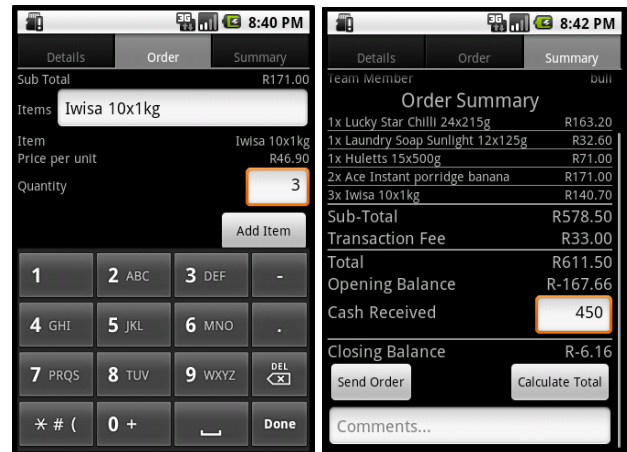 3G 8:40 PM
Details Order Summary
Sub Total R171.00
Items Iwisa 10x1kg
Item Iwisa 10x1kg
Price per unit R46.90
Quantity 3
Add Item
1 2 ABC 3 DEF -
4 GHI 5 JKL 6 MNO .
7 PRQS 8 TUV 9 WXYZ DEL
* # ( 0 + Done
3G 8:42 PM
Details Order Summary
Team Member bull
Order Summary
1x Lucky Star Chilli 24x215g R163.20
1x Laundry Soap Sunlight 12x125g R32.60
1x Huletts 15x500g R71.00
2x Ace Instant porridge banana R171.00
3x Iwisa 10x1kg R140.70
Sub-Total R578.50
Transaction Fee R33.00
Total R611.50
Opening Balance R-167.66
Cash Received 450
Closing Balance R-6.16
Send Order Calculate Total
Comments...